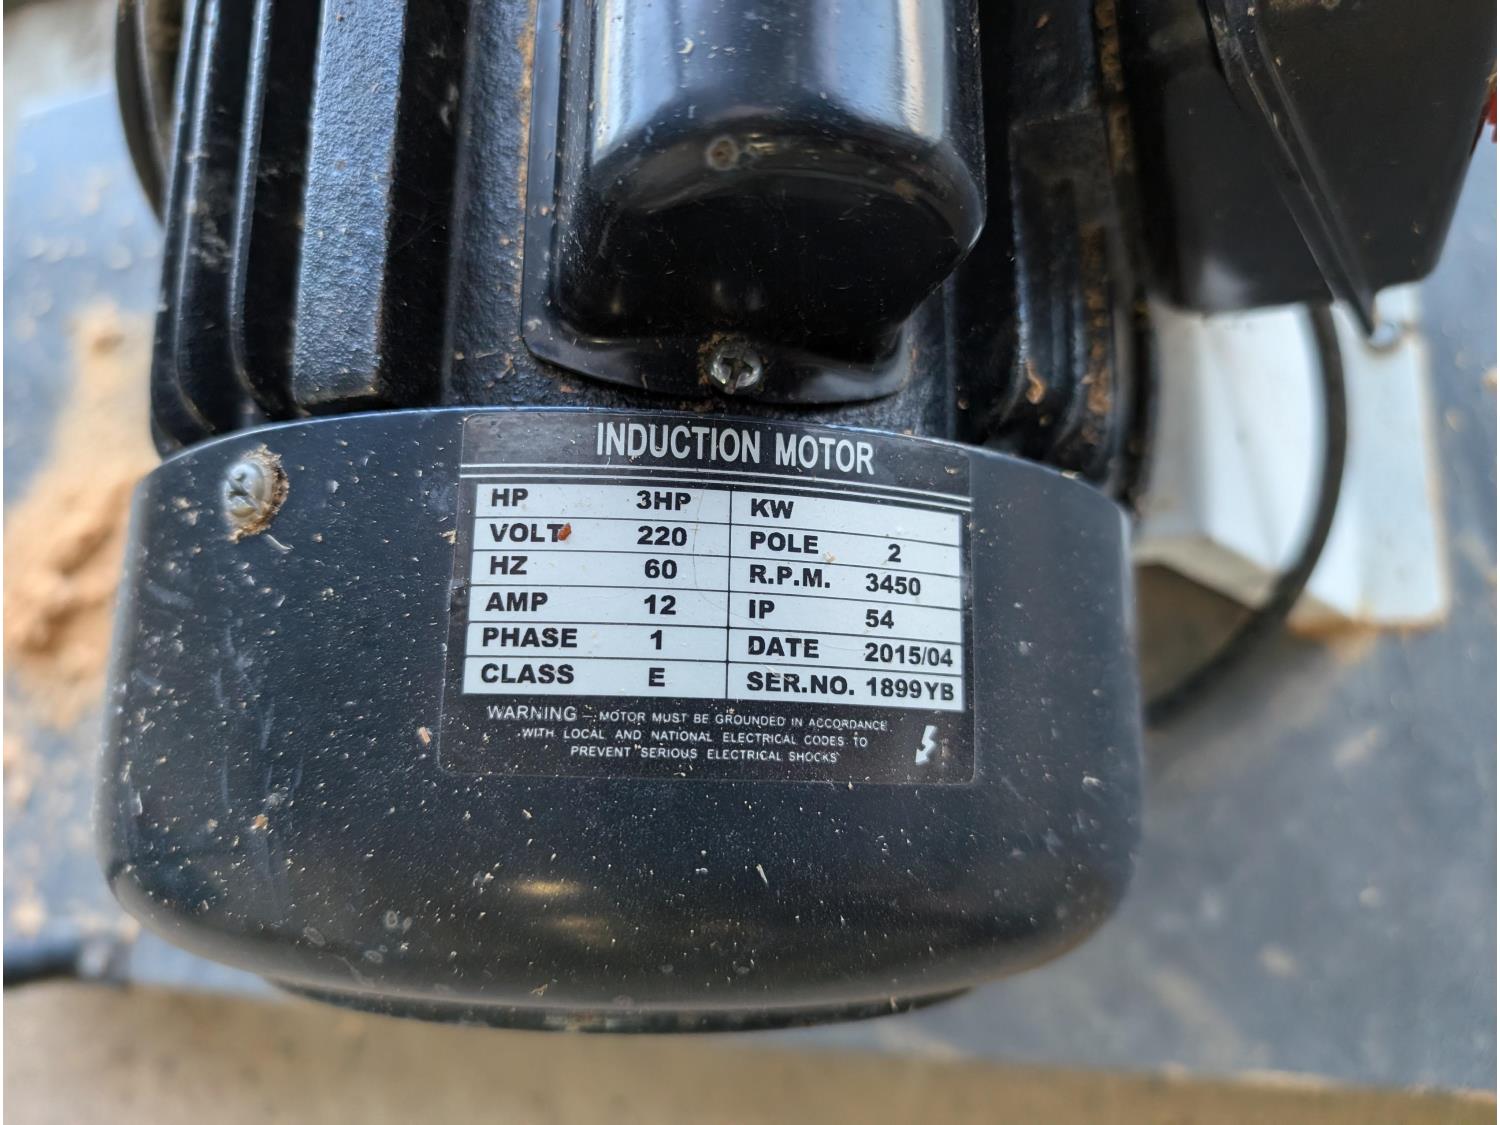 INDUCTION MOTOR
HP 3HP KW
VOLT 220 POLE 2
HZ 60 R.P.M. 3450
AMP 12 IP 54
PHASE 1 DATE 2015/04
CLASS E SER.NO. 1899YB
WARNING — MOTOR MUST BE GROUNDED IN ACCORDANCE
WITH LOCAL AND NATIONAL ELECTRICAL CODES TO
PREVENT SERIOUS ELECTRICAL SHOCKS